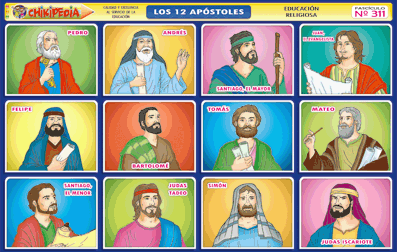 CHIKIPEDIA
CALIDAD Y EXCELENCIA
AL SERVICIO DE LA
EDUCACIÓN
LOS 12 APÓSTOLES
EDUCACIÓN
RELIGIOSA
FASCÍCULO
Nº 311
PEDRO
ANDRÉS
SANTIAGO, EL MAYOR
JUAN,
EL EVANGELISTA
FELIPE
BARTOLOMÉ
TOMÁS
MATEO
SANTIAGO,
EL MENOR
JUDAS
TADEO
SIMÓN
JUDAS ISCARIOTE